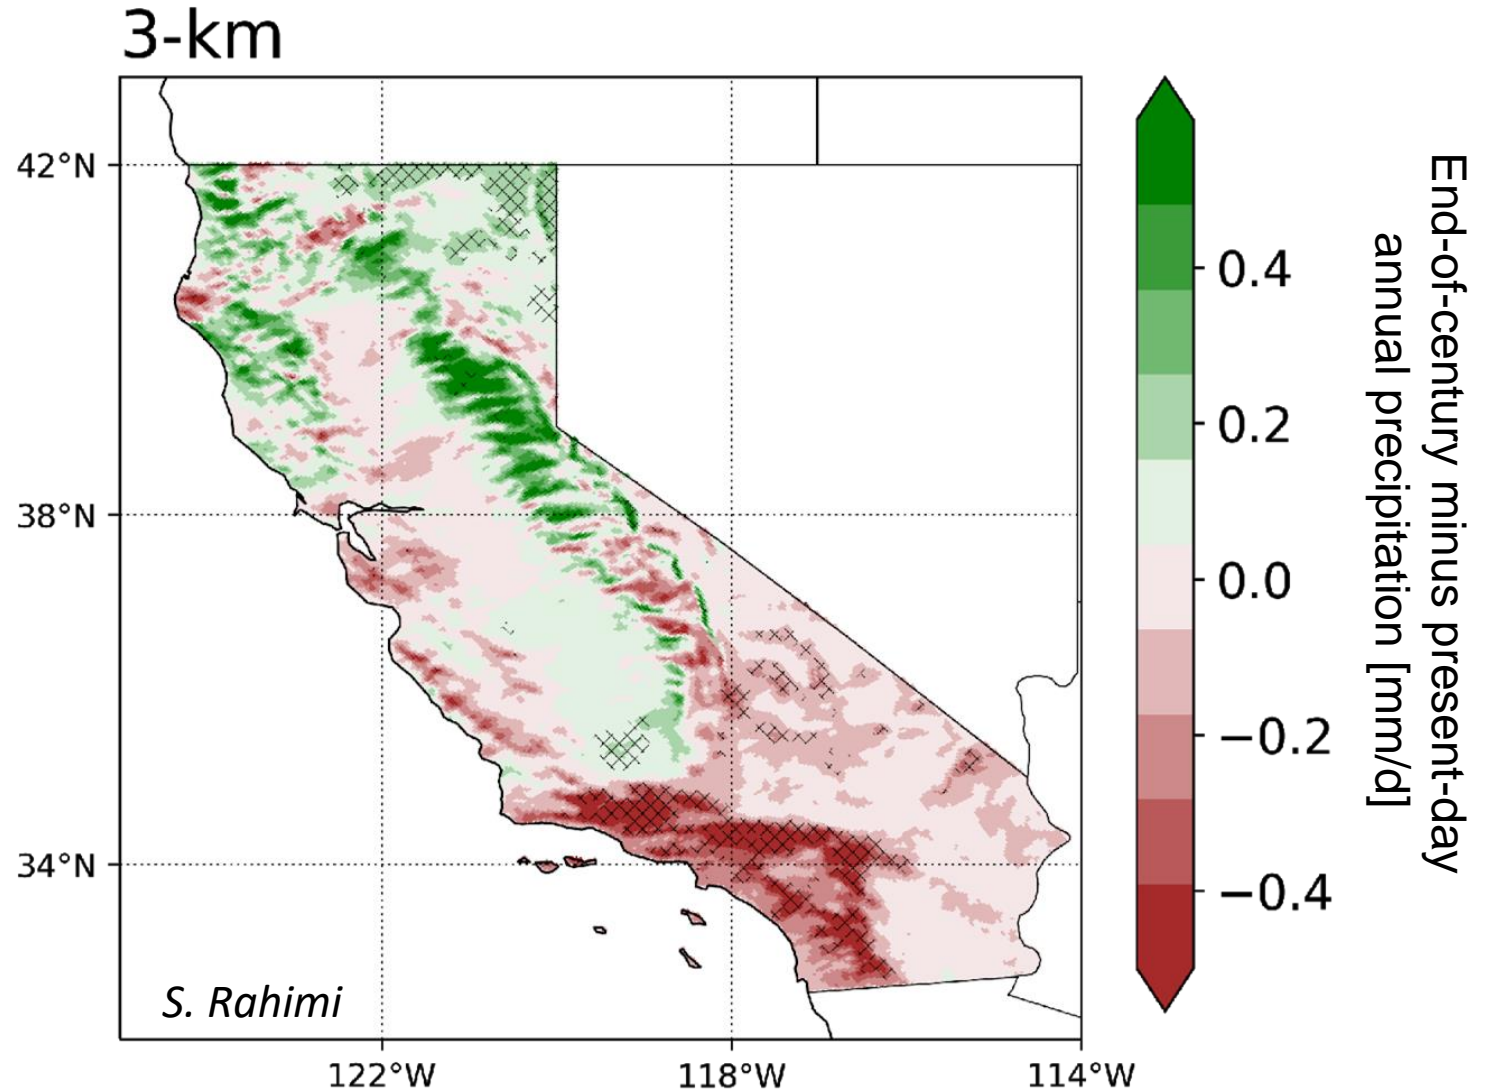 3-km
42°N
38°N
34°N
122°W
118°W
114°W
S. Rahimi
0.4
0.2
0.0
−0.2
−0.4
End-of-century minus present-day
annual precipitation [mm/d]